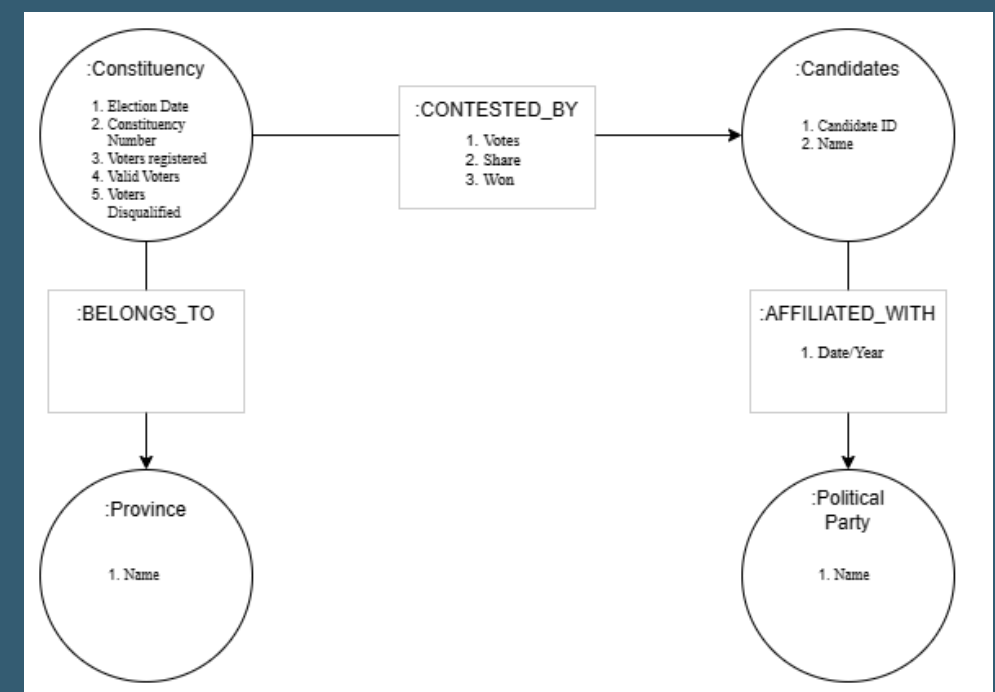 :Constituency
1. Election Date
2. Constituency
Number
3. Voters registered
4. Valid Voters
5. Voters
Disqualified
:CONTESTED_BY
1. Votes
2. Share
3. Won
:Candidates
1. Candidate ID
2. Name
:BELONGS_TO
:AFFILIATED_WITH
1. Date/Year
:Province
1. Name
:Political
Party
1. Name